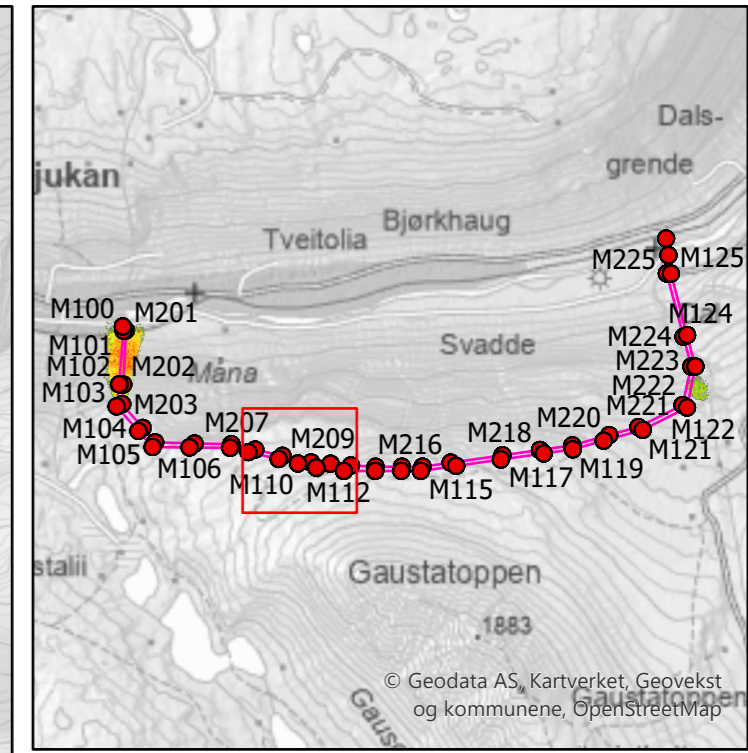 Dals-
grende
jukan
Bjørkhaug
Tveitolia
M225
M125
M100
M201
M124
M101
M224
Svadde
M102
M202
Måna
M223
M103
M222
M203
M221
M122
M104
M207
M220
M105
M209
M216
M218
M121
M106
M119
M110
M115
M117
M112
stalii
Gaustatoppen
1883
© Geodata AS, Kartverket, Geovekst
Gaustatoppen
og kommunene, OpenStreetMap